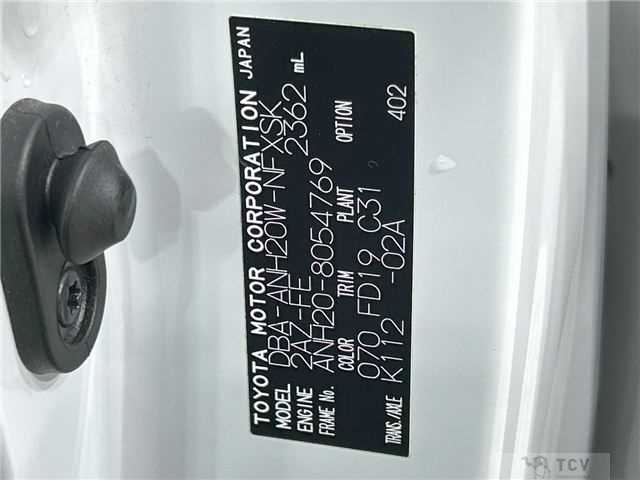 TOYOTA MOTOR CORPORATION JAPAN
MODEL DBA-ANH20W-NFXSK
ENGINE 2AZ-FE 2362 mL
FRAME No. ANH20-8054769
COLOR TRIM PLANT OPTION
070 FD19 C31 402
TRANS./AXLE K112 -02A
TCV